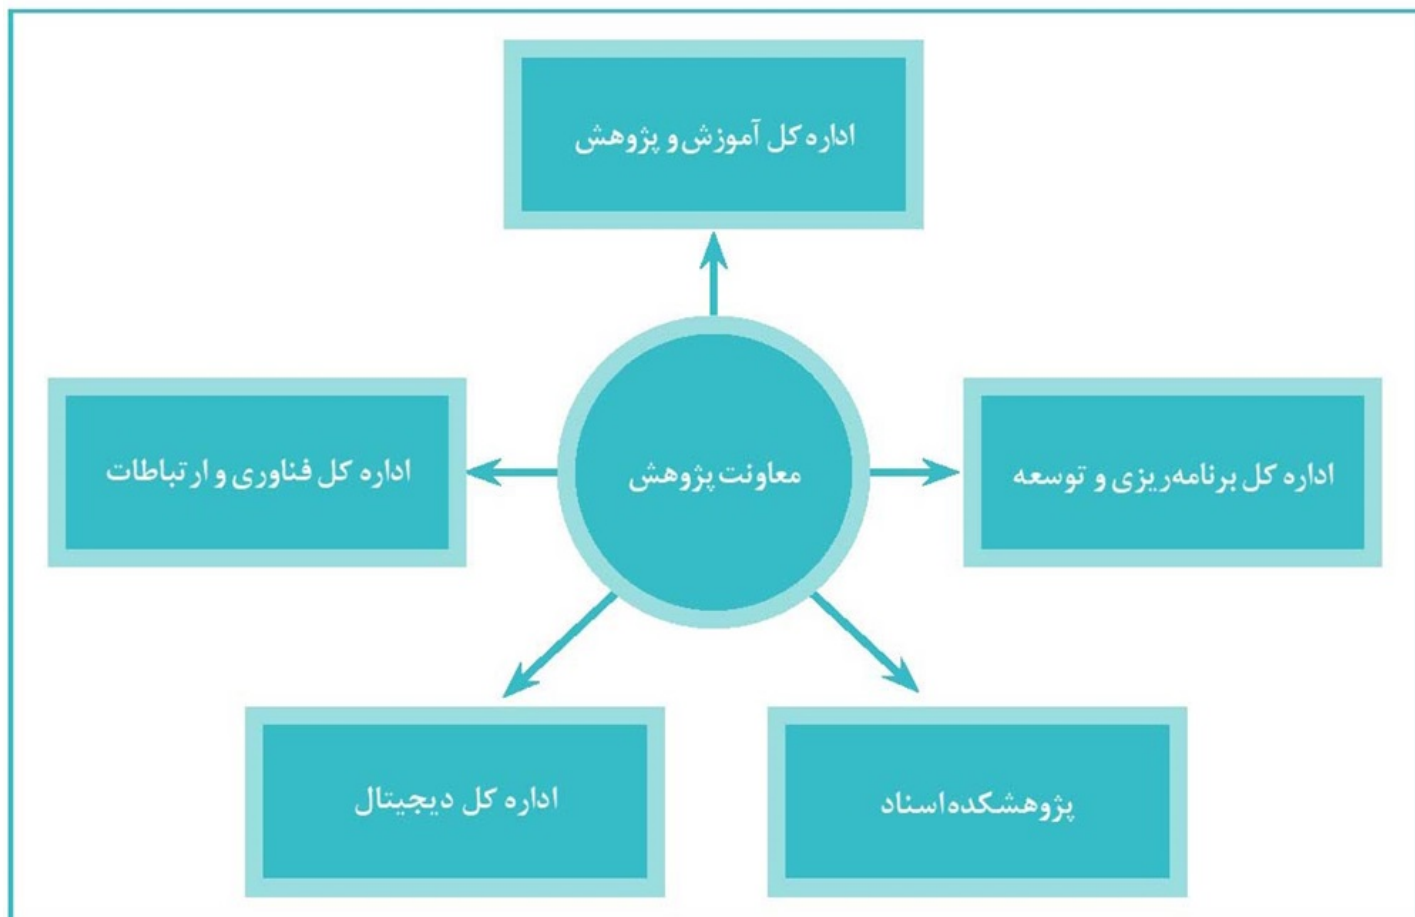 اداره کل آموزش و پژوهش
اداره کل برنامه‌ریزی و توسعه
معاونت پژوهش
اداره کل فناوری و ارتباطات
پژوهشکده اسناد
اداره کل دیجیتال